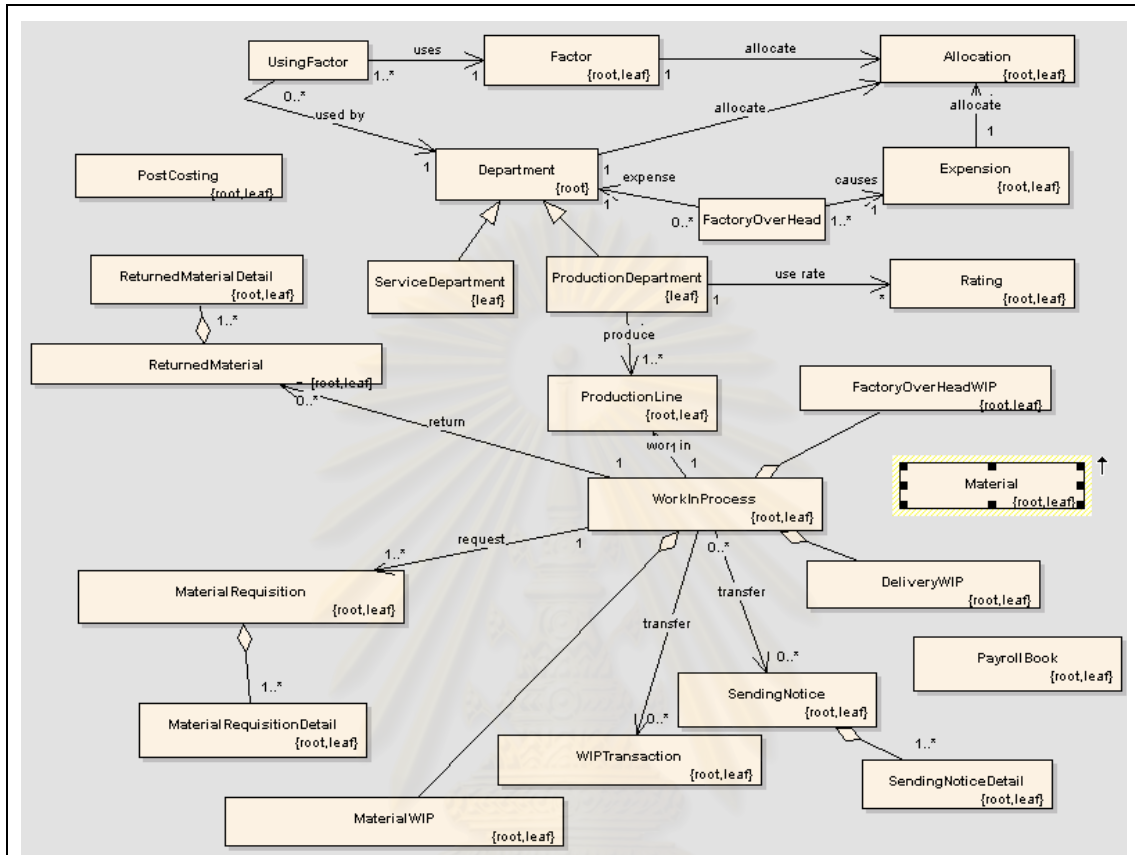 uses
allocate
UsingFactor
Factor
{root,leaf}
Allocation
{root,leaf}
1..*
1
1
0..*
used by
allocate
allocate
1
1
Department
{root}
1
1
PostCosting
{root,leaf}
expense
causes
Expension
{root,leaf}
0..*
FactoryOverHead
1..*
1
ReturnedMaterialDetail
{root,leaf}
ServiceDepartment
{leaf}
ProductionDepartment
{leaf}
use rate
Rating
{root,leaf}
1
*
1..*
produce
1..*
ReturnedMaterial
{root,leaf}
0..*
ProductionLine
{root,leaf}
FactoryOverHeadWIP
{root,leaf}
return
1
1
Material
{root,leaf}
WorkInProcess
{root,leaf}
request
1
0..*
1..*
MaterialRequisition
{root,leaf}
DeliveryWIP
{root,leaf}
transfer
transfer
0..*
PayrollBook
{root,leaf}
SendingNotice
{root,leaf}
1..*
MaterialRequisitionDetail
{root,leaf}
0..*
WIPTransaction
{root,leaf}
1..*
SendingNoticeDetail
{root,leaf}
MaterialWIP
{root,leaf}